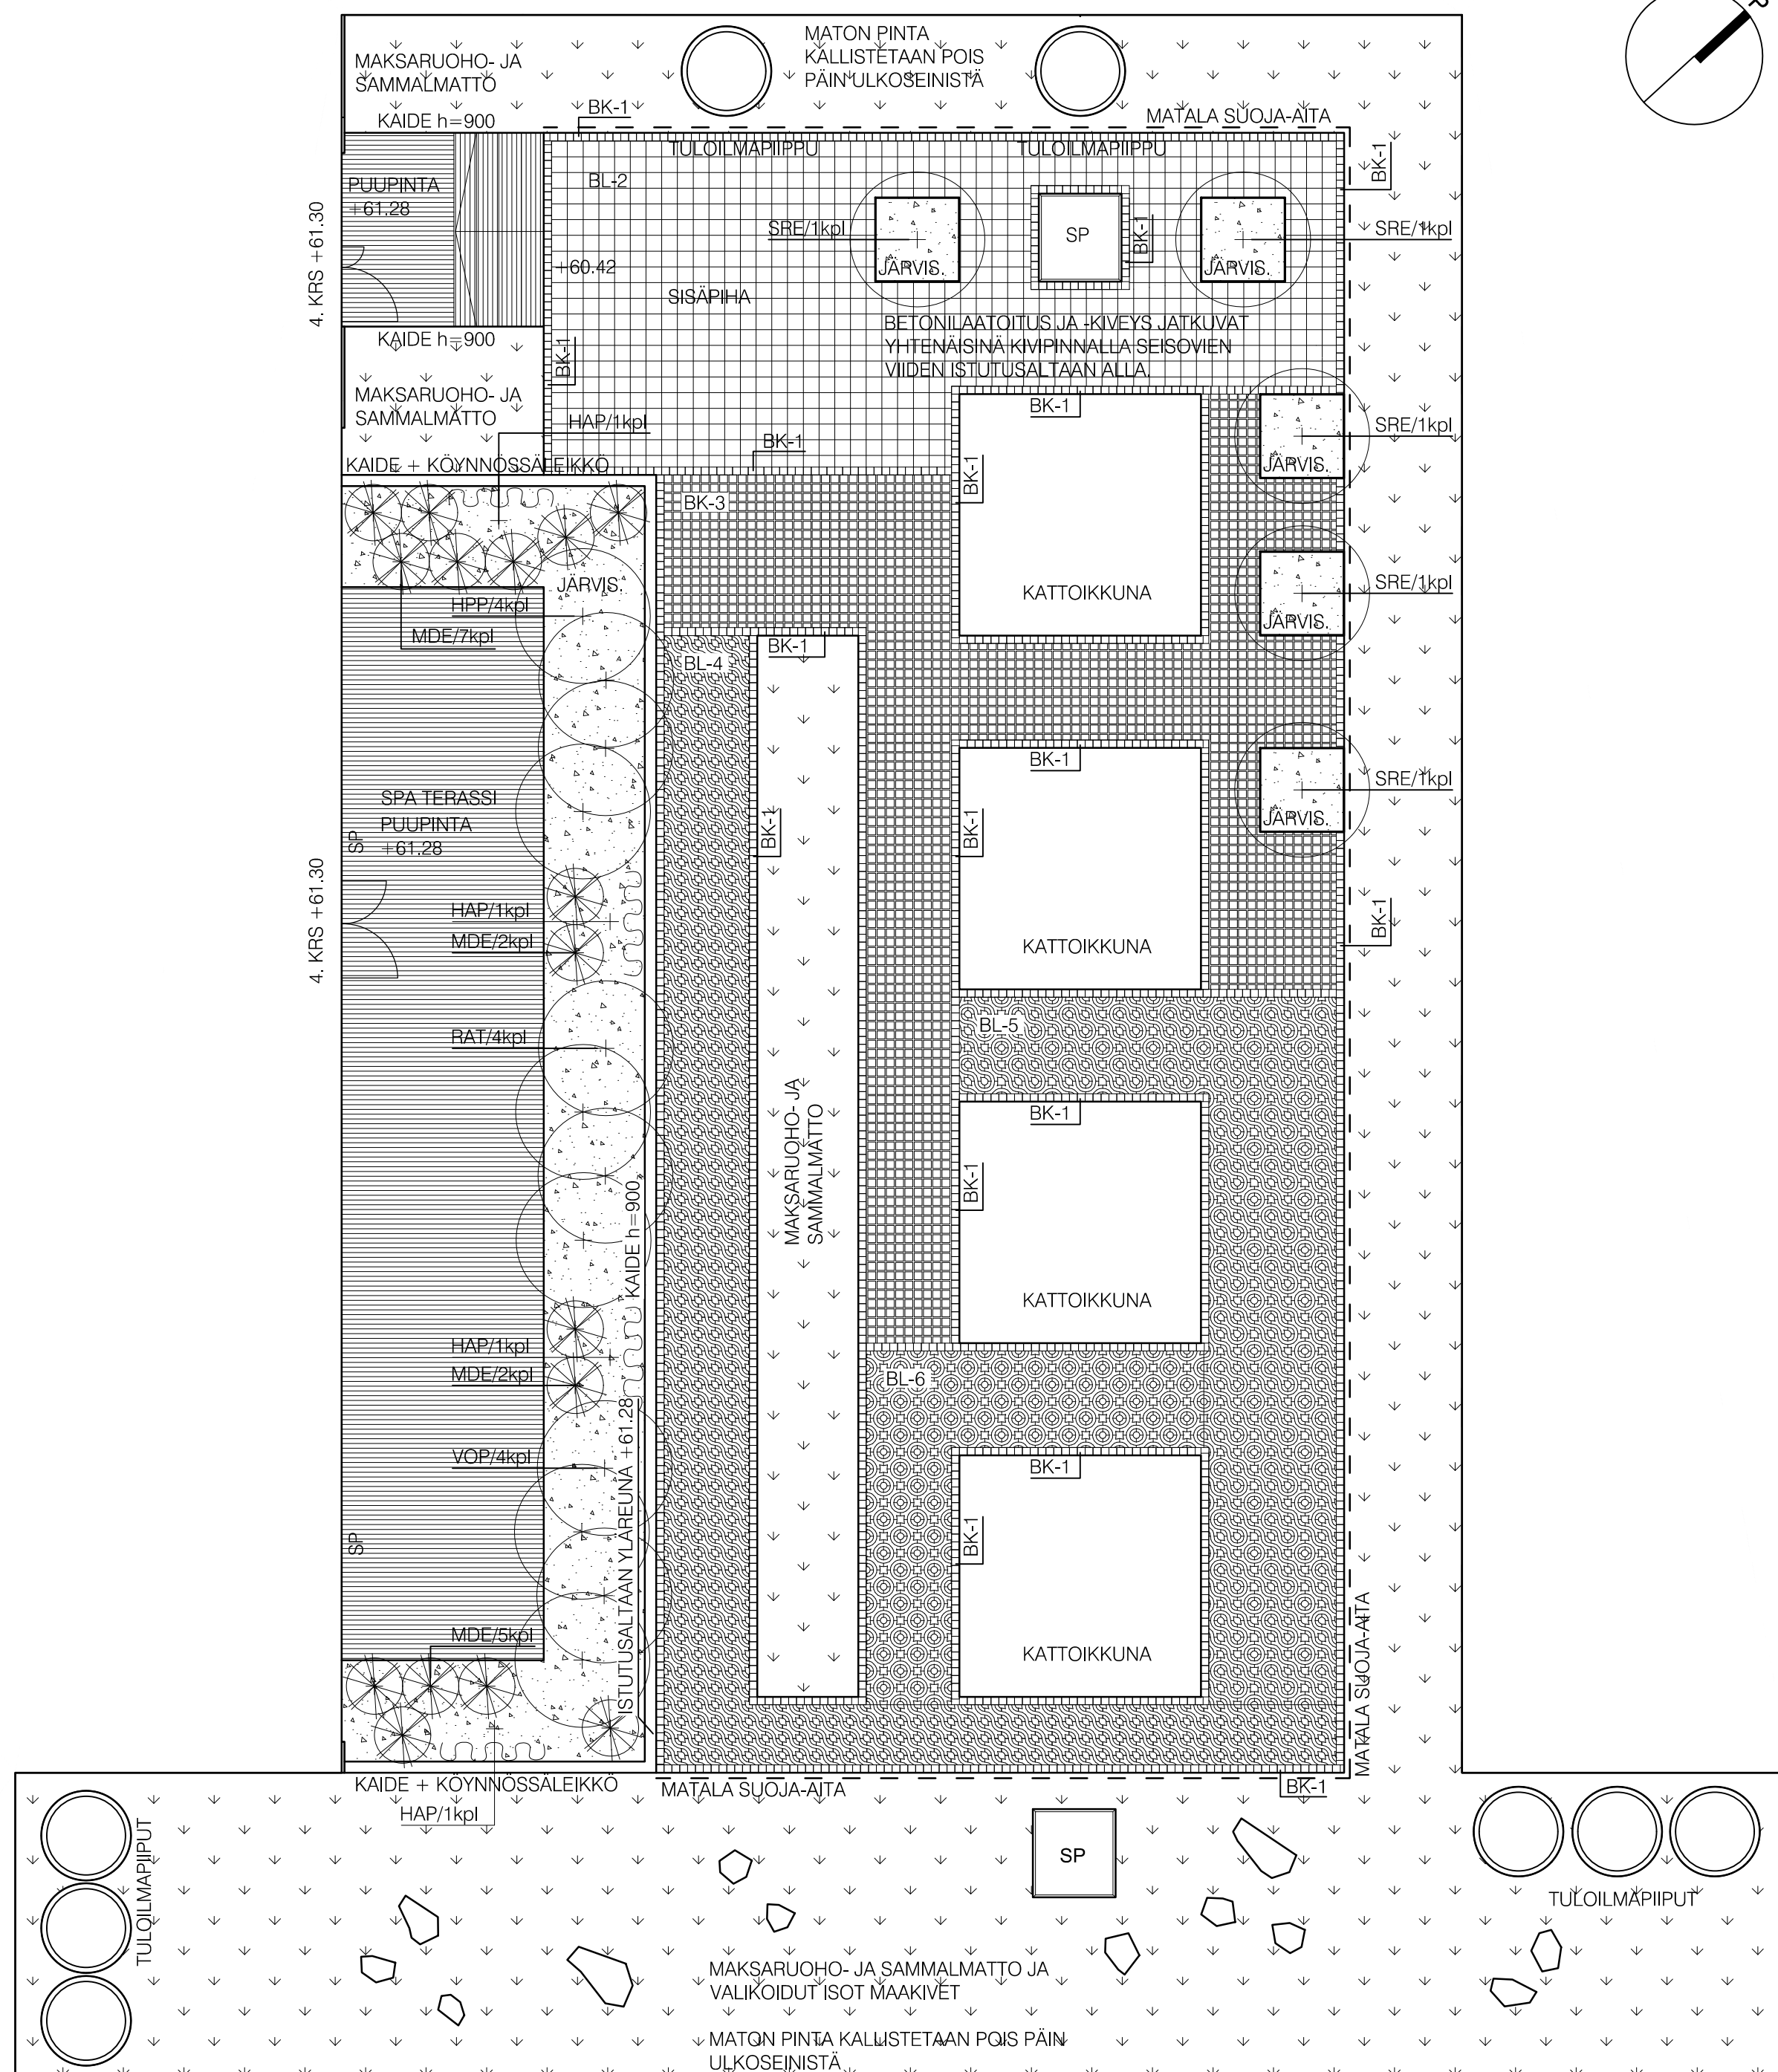 MATON PINTA
KALLISTETAAN POIS
PÄIN ULKOSEINISTÄ
MAKSARUOHO- JA
SAMMALMATTO
BK-1
KAIDE h=900
MATALA SUOJA-AITA
TULOILMAPIIPPU
TULOILMAPIIPPU
BK-1
PUUPINTA
+61.28
BL-2
4. KRS +61.30
SRE/1kpl
SP
BK-1
SRE/1kpl
+60.42
JÄRVIS.
JÄRVIS.
SISÄPIHA
BETONILAATOITUS JA -KIVEYS JATKUVAT
YHTENÄISINÄ KIVIPINNALLA SEISOVIEN
VIIDEN ISTUTUSALTAAN ALLA.
KAIDE h=900
BK-1
MAKSARUOHO- JA
SAMMALMATTO
HAP/1kpl
BK-1
BK-1
SRE/1kpl
KAIDE + KÖYNNÖSSÄLEIKKÖ
BK-1
JÄRVIS.
BK-3
JÄRVIS.
HPP/4kpl
MDE/7kpl
KATTOIKKUNA
SRE/1kpl
JÄRVIS.
BK-1
BL-4
BK-1
SPA TERASSI
PUUPINTA
+61.28
SP
BK-1
BK-1
SRE/1kpl
JÄRVIS.
4. KRS +61.30
HAP/1kpl
MDE/2kpl
KATTOIKKUNA
BK-1
RAT/4kpl
BL-5
MAKSARUOHO- JA
SAMMALMATTO
BK-1
BK-1
KAIDE h=900
KATTOIKKUNA
HAP/1kpl
MDE/2kpl
BL-6
VOP/4kpl
ISTUTUSALTAAN YLÄREUNA +61.28
BK-1
BK-1
SP
MDE/5kpl
KATTOIKKUNA
MATALA SUOJA-AITA
KAIDE + KÖYNNÖSSÄLEIKKÖ
MATALA SUOJA-AITA
BK-1
HAP/1kpl
TULOILMAPIIPUT
SP
TULOILMAPIIPUT
MAKSARUOHO- JA SAMMALMATTO JA
VALIKOIDUT ISOT MAAKIVET
MATON PINTA KALLISTETAAN POIS PÄIN
ULKOSEINISTÄ